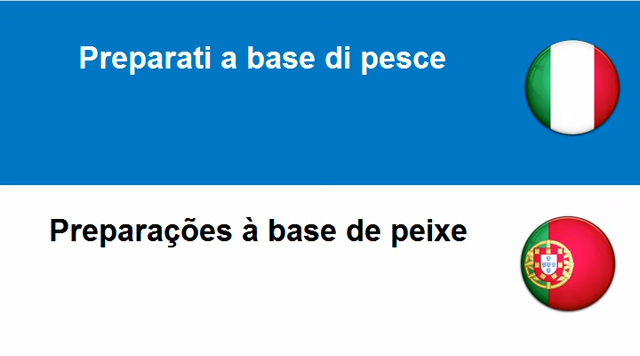 Preparati a base di pesce
Preparações à base de peixe